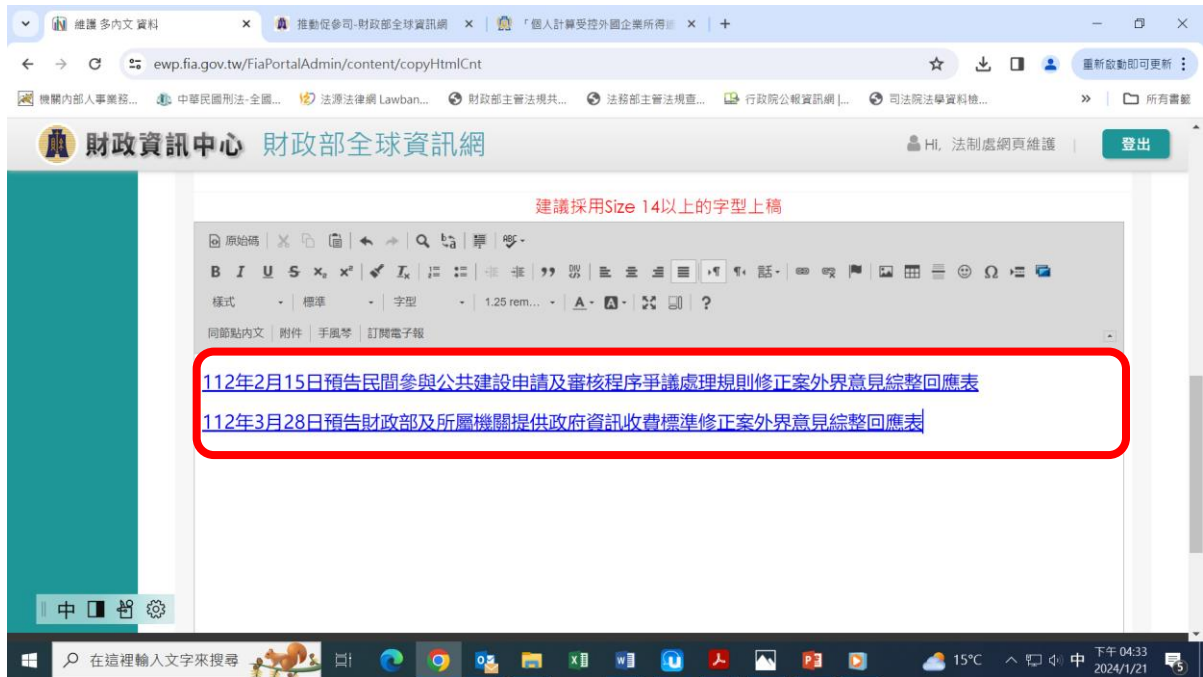 維護 多內文 資料
推動促參司-財政部全球資訊網
「個人計算受控外國企業所得
ewp.fia.gov.tw/FiaPortalAdmin/content/copyHtmlCnt
重新啟動即可更新
機關內部人事業務...
中華民國刑法-全國...
法源法律網 Lawban...
財政部主管法規共...
法務部主管法規查...
行政院公報資訊網 |...
司法院法學資料檢...
所有書籤
財政資訊中心 財政部全球資訊網
Hi, 法制處網頁維護
登出
建議採用Size 14以上的字型上稿
原始碼
B I U S x₂ x² Ix 話
樣式 標準 字型 1.25 rem... A A ?
同節點內文 附件 手風琴 訂閱電子報
112年2月15日預告民間參與公共建設申請及審核程序爭議處理規則修正案外界意見綜整回應表
112年3月28日預告財政部及所屬機關提供政府資訊收費標準修正案外界意見綜整回應表
中
在這裡輸入文字來搜尋
15°C
中
下午 04:33
2024/1/21